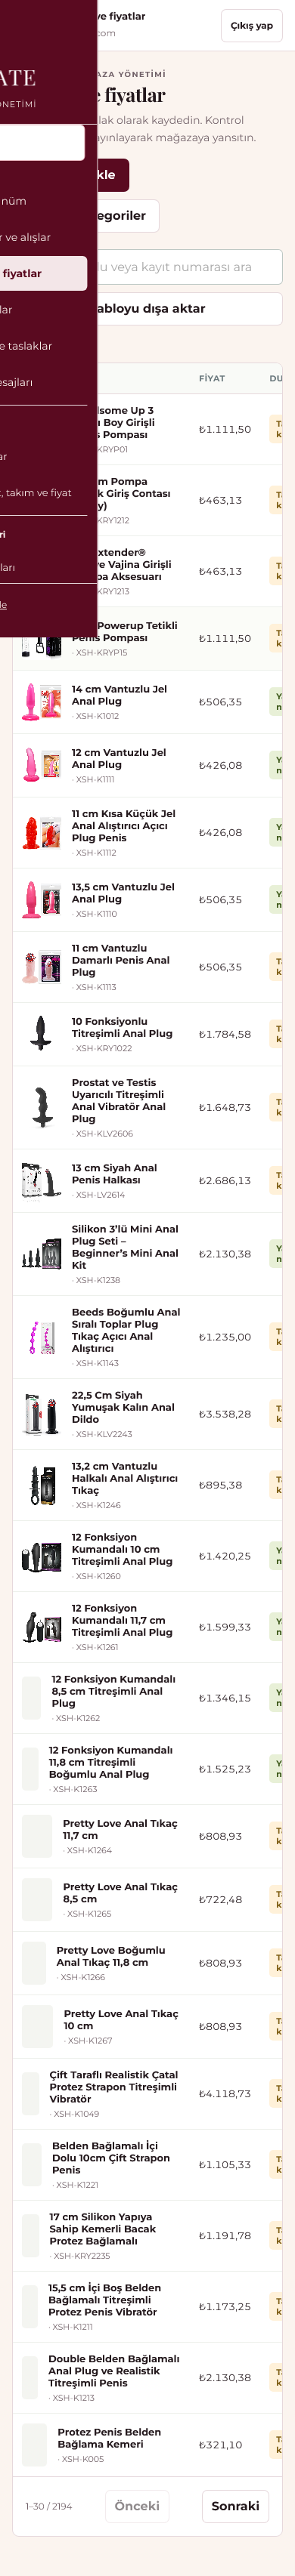 ve fiyatlar
.com
Çıkış yap
ATE
ÖNETİMİ
nüm
r ve alışlar
fiyatlar
lar
e taslaklar
esajları
ar
, takım ve fiyat
ri
ları
le
AZA YÖNETİMİ
e fiyatlar
lak olarak kaydedin. Kontrol
yayınlayarak mağazaya yansıtın.
kle
egoriler
u veya kayıt numarası ara
abloyu dışa aktar
FİYAT
DU
lsome Up 3
ı Boy Girişli
s Pompası
KRYP01
₺1.111,50
m Pompa
k Giriş Contası
y)
KRY1212
₺463,13
xtender®
ve Vajina Girişli
pa Aksesuarı
KRY1213
₺463,13
Powerup Tetikli
Penis Pompası
· XSH-KRYP15
₺1.111,50
14 cm Vantuzlu Jel
Anal Plug
· XSH-K1012
₺506,35
12 cm Vantuzlu Jel
Anal Plug
· XSH-K1111
₺426,08
11 cm Kısa Küçük Jel
Anal Alıştırıcı Açıcı
Plug Penis
· XSH-K1112
₺426,08
13,5 cm Vantuzlu Jel
Anal Plug
· XSH-K1110
₺506,35
11 cm Vantuzlu
Damarlı Penis Anal
Plug
· XSH-K1113
₺506,35
10 Fonksiyonlu
Titreşimli Anal Plug
· XSH-KRY1022
₺1.784,58
Prostat ve Testis
Uyarıcılı Titreşimli
Anal Vibratör Anal
Plug
· XSH-KLV2606
₺1.648,73
13 cm Siyah Anal
Penis Halkası
· XSH-LV2614
₺2.686,13
Silikon 3’lü Mini Anal
Plug Seti –
Beginner’s Mini Anal
Kit
· XSH-K1238
₺2.130,38
Beeds Boğumlu Anal
Sıralı Toplar Plug
Tıkaç Açıcı Anal
Alıştırıcı
· XSH-K1143
₺1.235,00
22,5 Cm Siyah
Yumuşak Kalın Anal
Dildo
· XSH-KLV2243
₺3.538,28
13,2 cm Vantuzlu
Halkalı Anal Alıştırıcı
Tıkaç
· XSH-K1246
₺895,38
12 Fonksiyon
Kumandalı 10 cm
Titreşimli Anal Plug
· XSH-K1260
₺1.420,25
12 Fonksiyon
Kumandalı 11,7 cm
Titreşimli Anal Plug
· XSH-K1261
₺1.599,33
12 Fonksiyon Kumandalı
8,5 cm Titreşimli Anal
Plug
· XSH-K1262
₺1.346,15
12 Fonksiyon Kumandalı
11,8 cm Titreşimli
Boğumlu Anal Plug
· XSH-K1263
₺1.525,23
Pretty Love Anal Tıkaç
11,7 cm
· XSH-K1264
₺808,93
Pretty Love Anal Tıkaç
8,5 cm
· XSH-K1265
₺722,48
Pretty Love Boğumlu
Anal Tıkaç 11,8 cm
· XSH-K1266
₺808,93
Pretty Love Anal Tıkaç
10 cm
· XSH-K1267
₺808,93
Çift Taraflı Realistik Çatal
Protez Strapon Titreşimli
Vibratör
· XSH-K1049
₺4.118,73
Belden Bağlamalı İçi
Dolu 10cm Çift Strapon
Penis
· XSH-K1221
₺1.105,33
17 cm Silikon Yapıya
Sahip Kemerli Bacak
Protez Bağlamalı
· XSH-KRY2235
₺1.191,78
15,5 cm İçi Boş Belden
Bağlamalı Titreşimli
Protez Penis Vibratör
· XSH-K1211
₺1.173,25
Double Belden Bağlamalı
Anal Plug ve Realistik
Titreşimli Penis
· XSH-K1213
₺2.130,38
Protez Penis Belden
Bağlama Kemeri
· XSH-K005
₺321,10
1–30 / 2194
Önceki
Sonraki